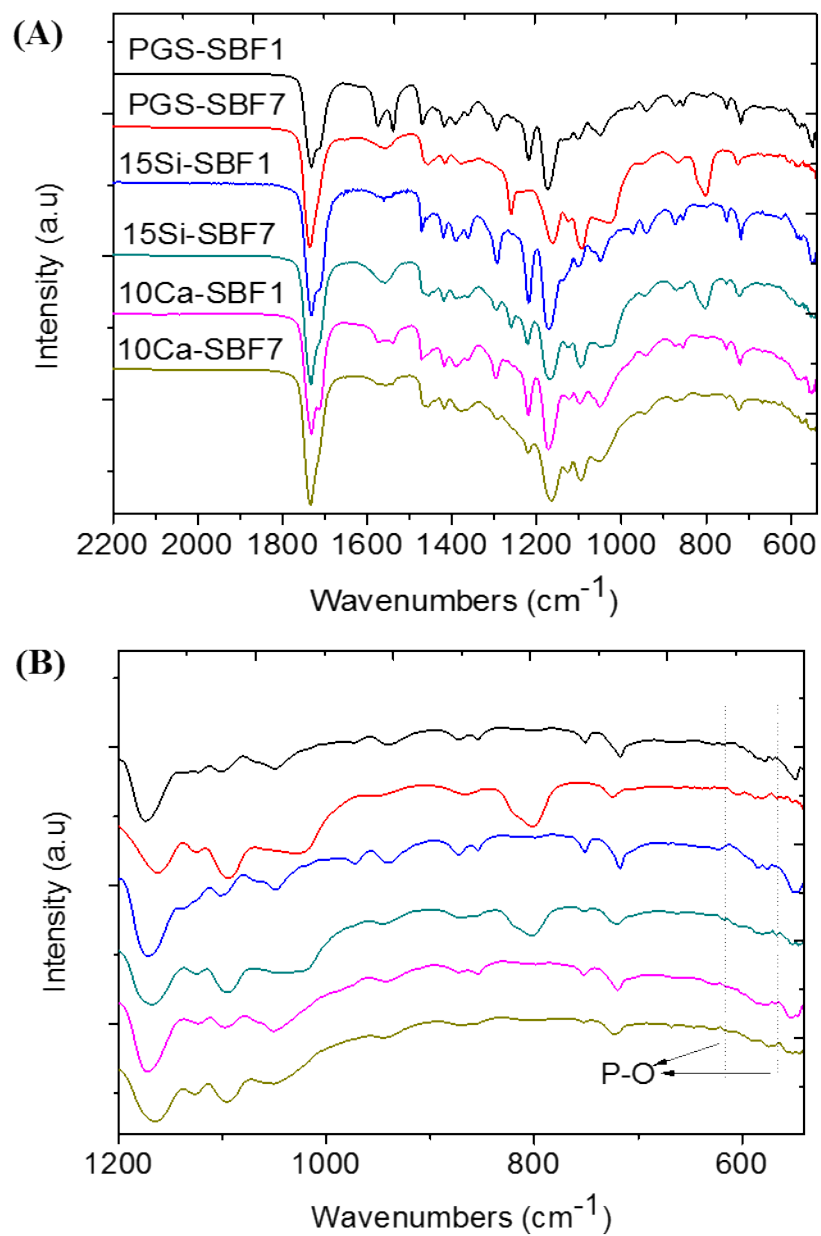 (A)
PGS-SBF1
PGS-SBF7
15Si-SBF1
15Si-SBF7
10Ca-SBF1
10Ca-SBF7
Intensity (a.u)
2200 2000 1800 1600 1400 1200 1000 800 600
Wavenumbers (cm⁻¹)
(B)
Intensity (a.u)
P-O
1200 1000 800 600
Wavenumbers (cm⁻¹)